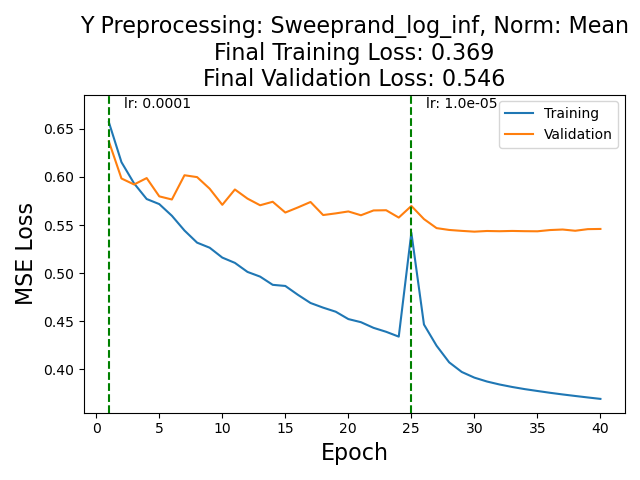 Y Preprocessing: Sweeprand_log_inf, Norm: Mean
Final Training Loss: 0.369
Final Validation Loss: 0.546
lr: 0.0001
lr: 1.0e-05
Training
Validation
0.65
0.60
0.55
0.50
0.45
0.40
MSE Loss
0 5 10 15 20 25 30 35 40
Epoch